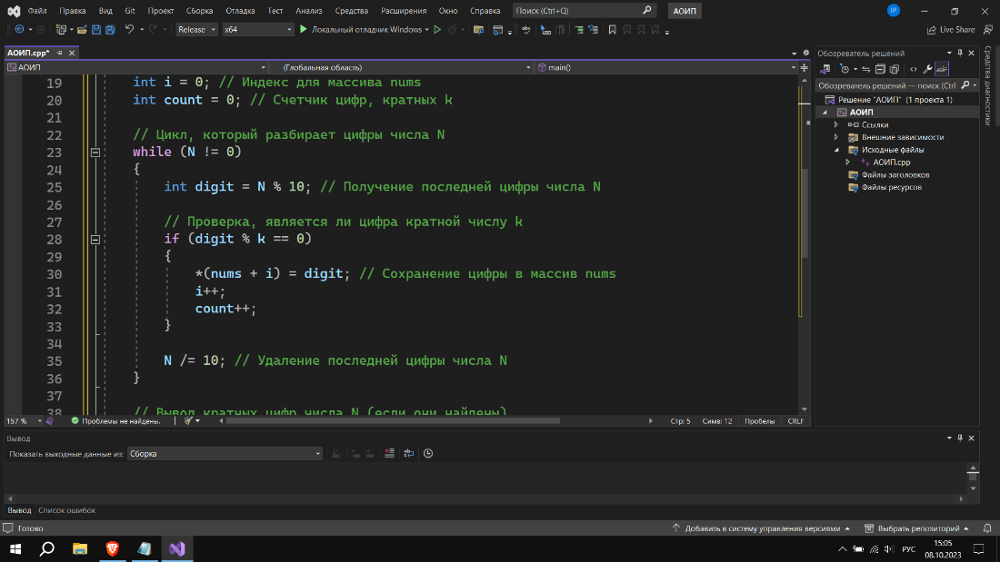 Файл Правка Вид Git Проект Сборка Отладка Тест Анализ Средства Расширения Окно Справка Поиск (Ctrl+Q) АОИП IP
Release x64 Локальный отладчик Windows Live Share
АОИП.cpp*
АОИП (Глобальная область) main()
19 int i = 0; // Индекс для массива nums
20 int count = 0; // Счетчик цифр, кратных k
21
22 // Цикл, который разбирает цифры числа N
23 while (N != 0)
24 {
25 int digit = N % 10; // Получение последней цифры числа N
26
27 // Проверка, является ли цифра кратной числу k
28 if (digit % k == 0)
29 {
30 *(nums + i) = digit; // Сохранение цифры в массив nums
31 i++;
32 count++;
33 }
34
35 N /= 10; // Удаление последней цифры числа N
36 }
37
38 // Вывод кратных цифр числа N (если они найдены)
157 % Проблемы не найдены. Стр: 5 Симв: 12 Пробелы CRLF
Обозреватель решений
Обозреватель решений — поиск (Ctrl
Решение "АОИП" (1 проекта 1)
АОИП
Ссылки
Внешние зависимости
Исходные файлы
АОИП.cpp
Файлы заголовков
Файлы ресурсов
Средства диагностики
Вывод
Показать выходные данные из: Сборка
Вывод Список ошибок
Готово Добавить в систему управления версиями Выбрать репозиторий
РУС 15:05
08.10.2023